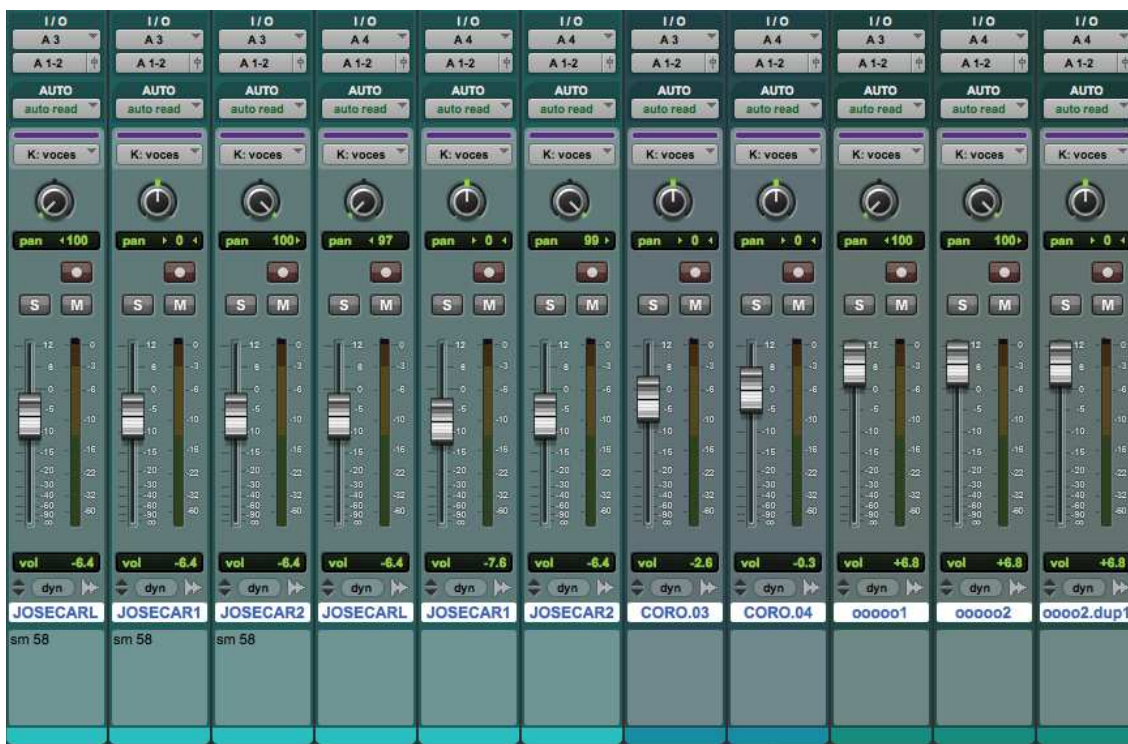 I / O I / O I / O I / O I / O I / O I / O I / O I / O I / O I / O
A 3 A 3 A 3 A 4 A 4 A 4 A 3 A 4 A 3 A 4 A 4
A 1-2 A 1-2 A 1-2 A 1-2 A 1-2 A 1-2 A 1-2 A 1-2 A 1-2 A 1-2 A 1-2
AUTO AUTO AUTO AUTO AUTO AUTO AUTO AUTO AUTO AUTO AUTO
auto read auto read auto read auto read auto read auto read auto read auto read auto read auto read auto read
K: voces K: voces K: voces K: voces K: voces K: voces K: voces K: voces K: voces K: voces K: voces
pan 100 pan 0 pan 100 pan 97 pan 0 pan 99 pan 0 pan 0 pan 100 pan 100 pan 0
S M S M S M S M S M S M S M S M S M S M S M
vol -6.4 vol -6.4 vol -6.4 vol -6.4 vol -7.6 vol -6.4 vol -2.6 vol -0.3 vol +6.8 vol +6.8 vol +6.8
dyn dyn dyn dyn dyn dyn dyn dyn dyn dyn dyn
JOSECARL JOSECAR1 JOSECAR2 JOSECARL JOSECAR1 JOSECAR2 CORO.03 CORO.04 ooooo1 ooooo2 oooo2.dup1
sm 58 sm 58 sm 58